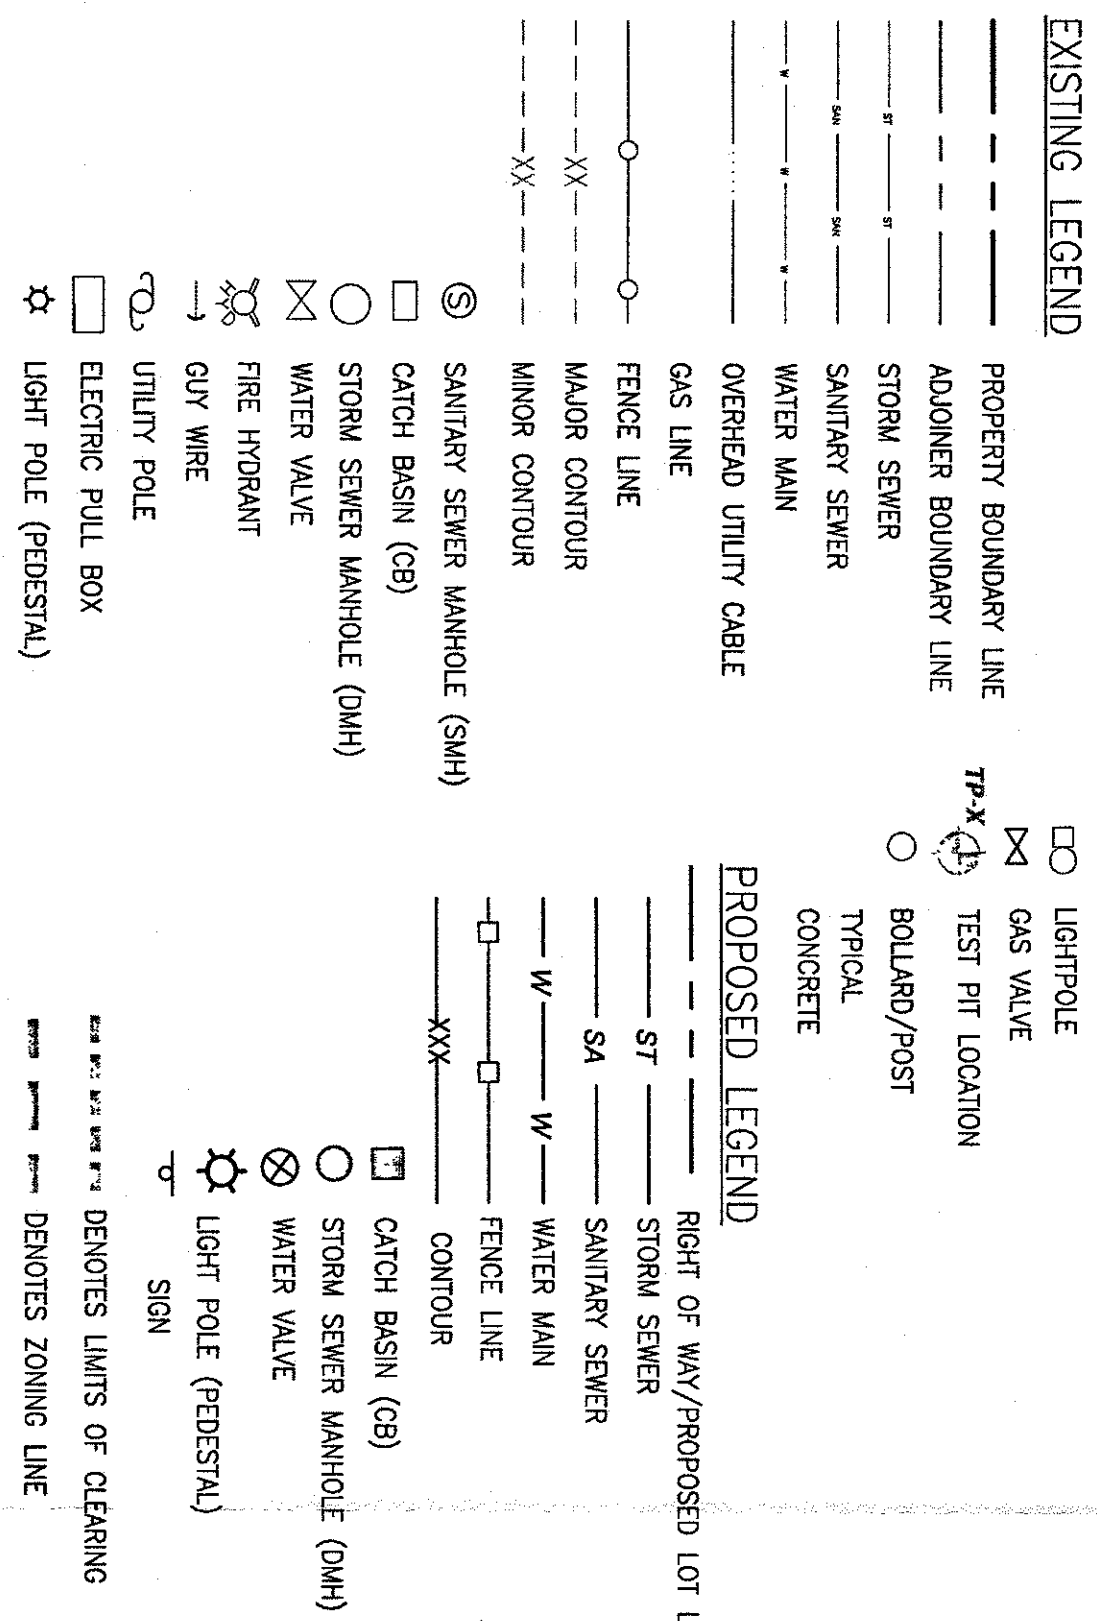 EXISTING LEGEND
PROPERTY BOUNDARY LINE
ADJOINER BOUNDARY LINE
ST ST STORM SEWER
SAN SAN SANITARY SEWER
W W W WATER MAIN
OVERHEAD UTILITY CABLE
GAS LINE
FENCE LINE
XX MAJOR CONTOUR
XX MINOR CONTOUR
S SANITARY SEWER MANHOLE (SMH)
CATCH BASIN (CB)
STORM SEWER MANHOLE (DMH)
WATER VALVE
FIRE HYDRANT
GUY WIRE
UTILITY POLE
ELECTRIC PULL BOX
LIGHT POLE (PEDESTAL)
LIGHTPOLE
GAS VALVE
TP-X TEST PIT LOCATION
BOLLARD/POST
TYPICAL
CONCRETE
PROPOSED LEGEND
RIGHT OF WAY/PROPOSED LOT L
ST STORM SEWER
SA SANITARY SEWER
W W WATER MAIN
FENCE LINE
XXX CONTOUR
CATCH BASIN (CB)
STORM SEWER MANHOLE (DMH)
WATER VALVE
LIGHT POLE (PEDESTAL)
SIGN
DENOTES LIMITS OF CLEARING
DENOTES ZONING LINE